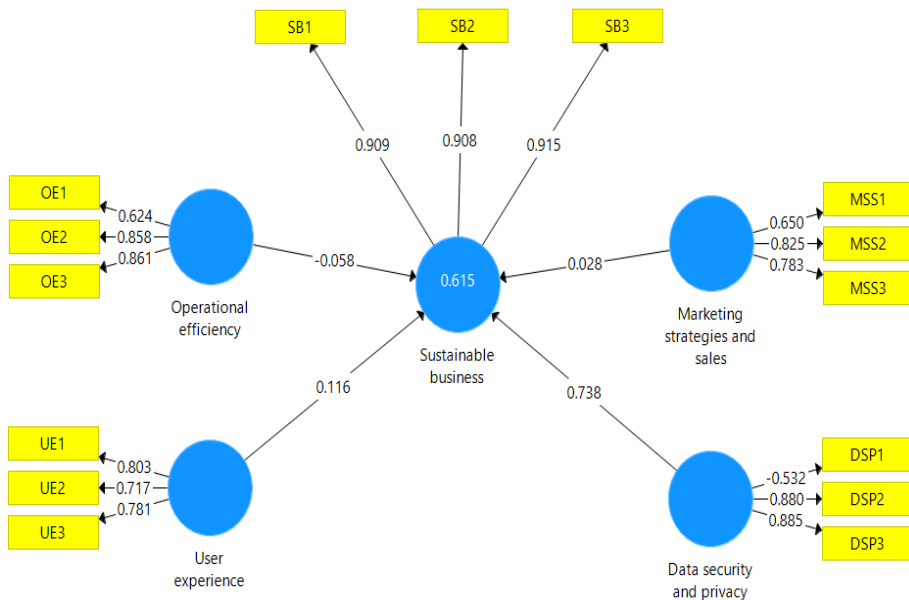 SB1
SB2
SB3
0.909
0.908
0.915
OE1
OE2
OE3
0.624
0.858
0.861
Operational
efficiency
-0.058
0.615
Sustainable
business
0.028
MSS1
MSS2
MSS3
0.650
0.825
0.783
Marketing
strategies and
sales
0.116
0.738
UE1
UE2
UE3
0.803
0.717
0.781
User
experience
DSP1
DSP2
DSP3
-0.532
0.880
0.885
Data security
and privacy